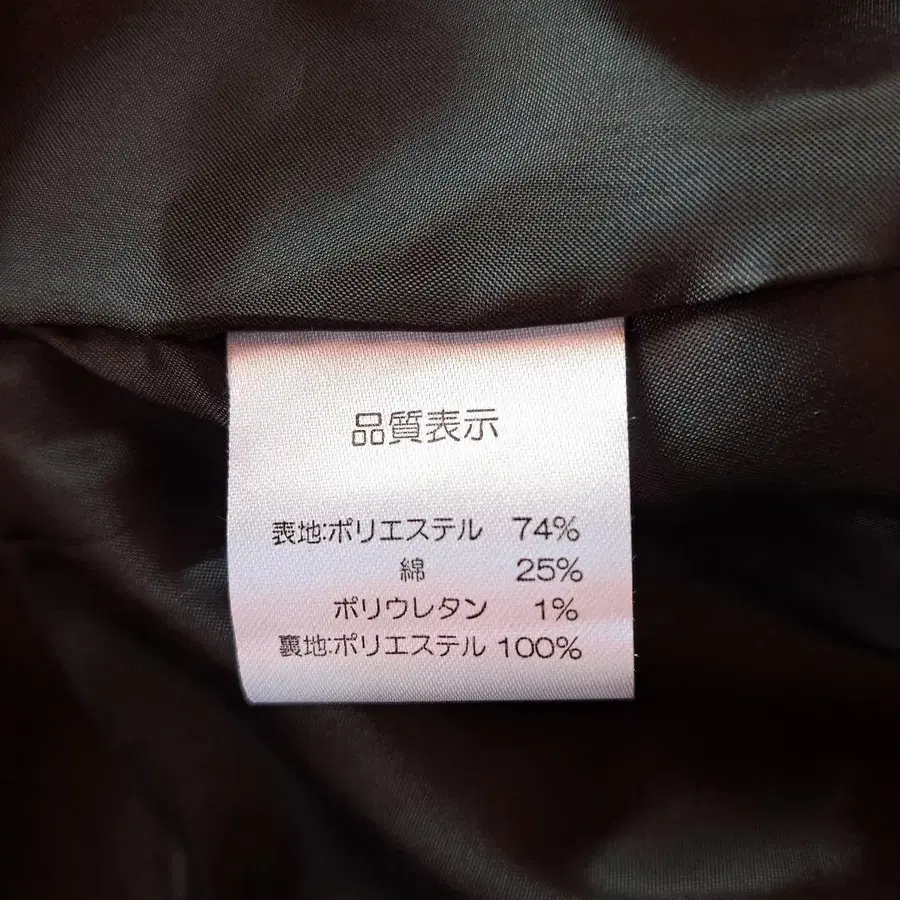 品質表示
表地:ポリエステル 74%
綿 25%
ポリウレタン 1%
裏地:ポリエステル 100%